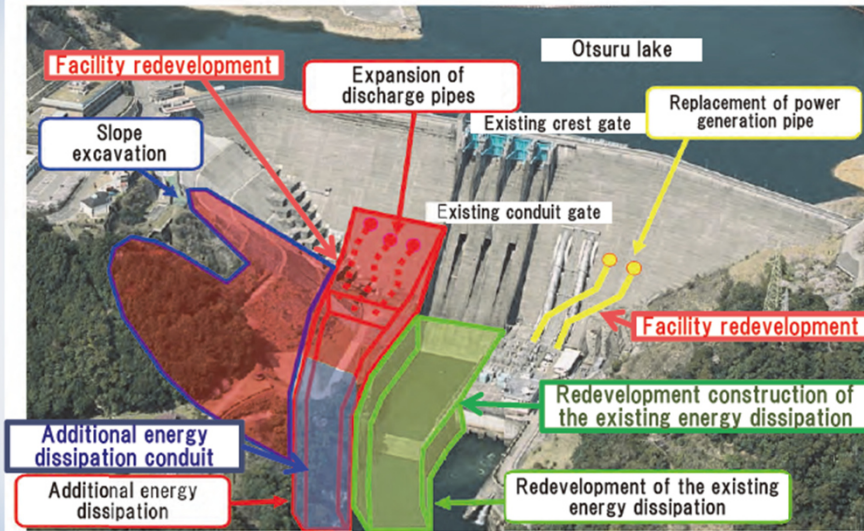 Otsuru lake
Facility redevelopment
Expansion of
discharge pipes
Replacement of power
generation pipe
Slope
excavation
Existing crest gate
Existing conduit gate
Facility redevelopment
Redevelopment construction of
the existing energy dissipation
Additional energy
dissipation conduit
Additional energy
dissipation
Redevelopment of the existing
energy dissipation